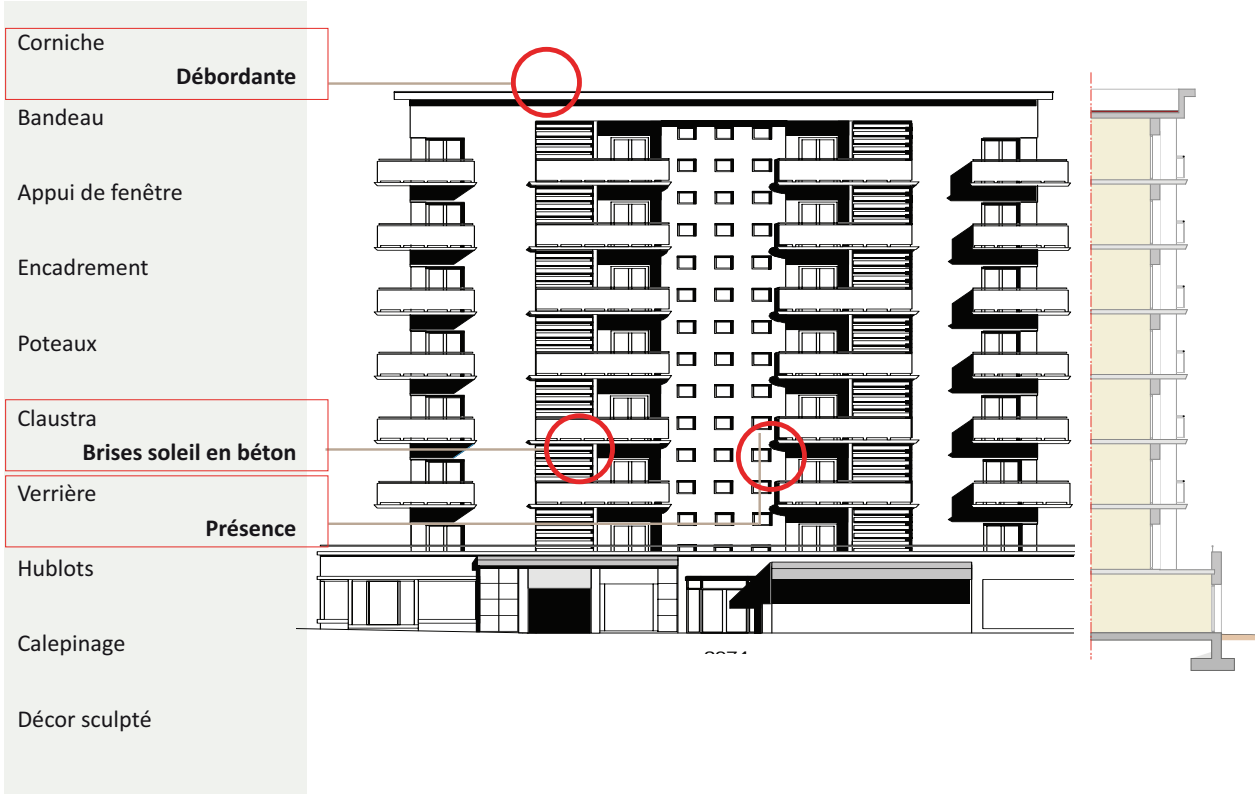 Corniche
Débordante
Bandeau
Appui de fenêtre
Encadrement
Poteaux
Claustra
Brises soleil en béton
Verrière
Présence
Hublots
Calepinage
Décor sculpté